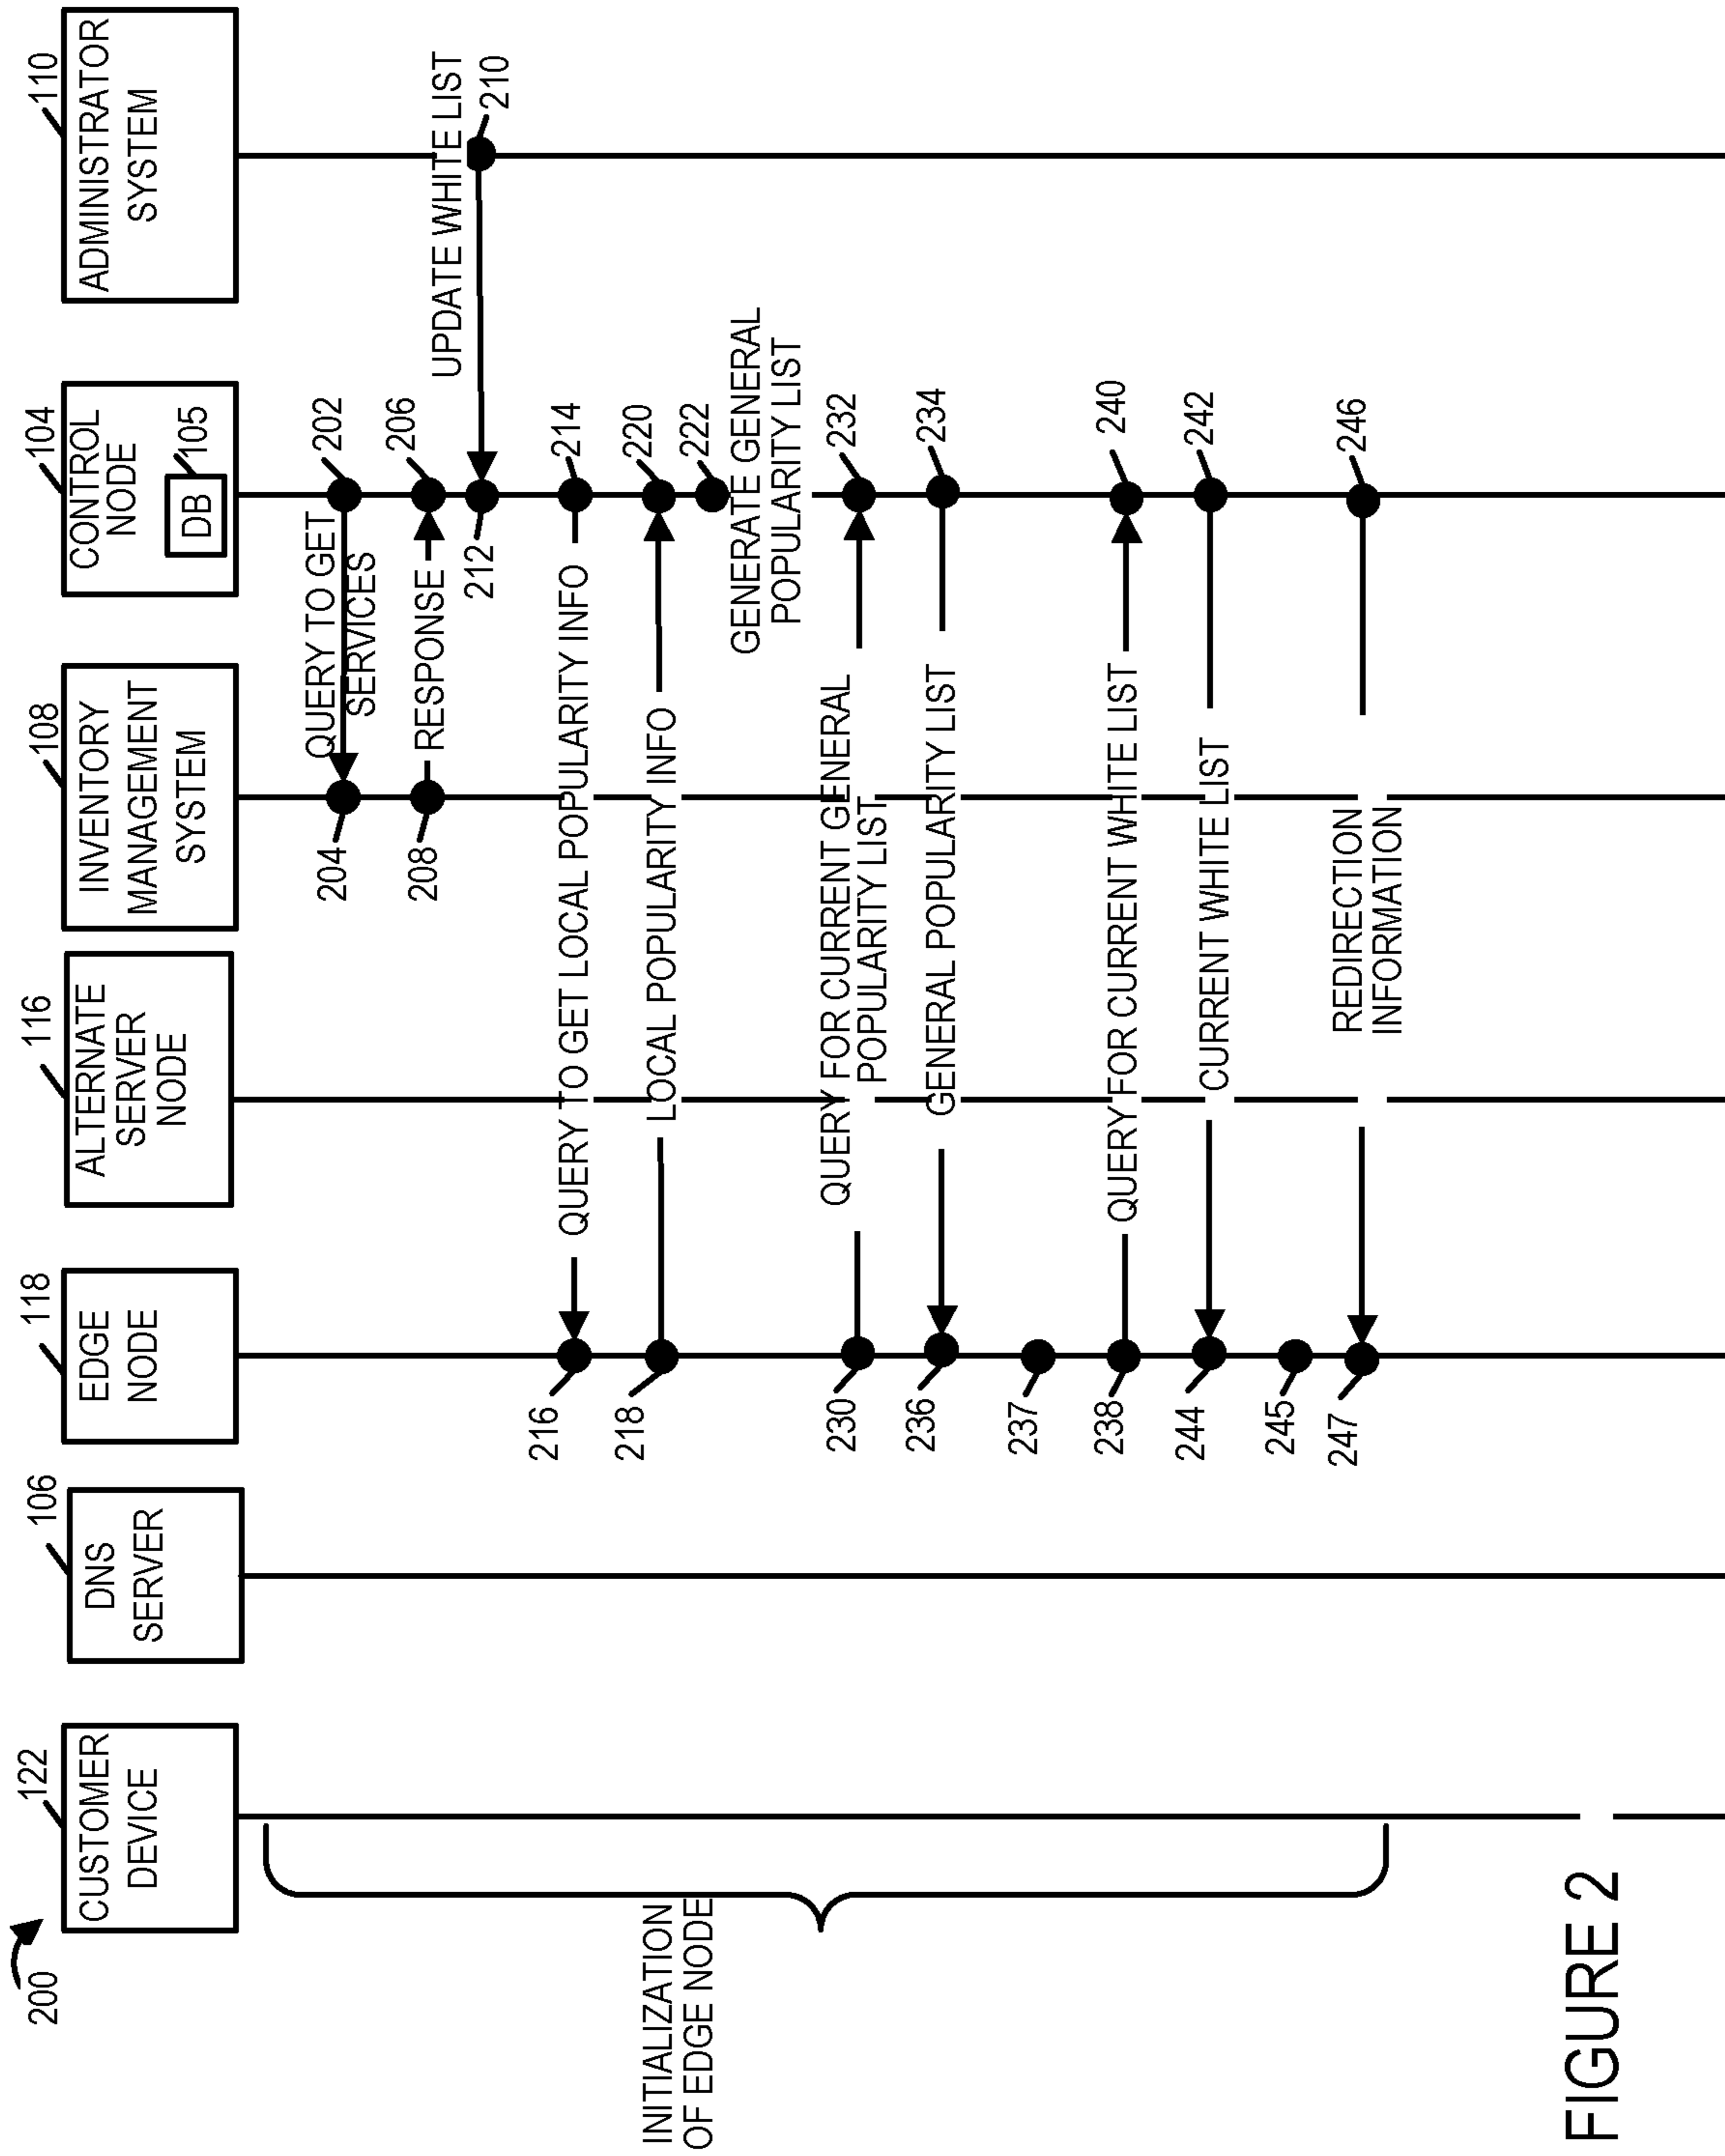 200
122
CUSTOMER
DEVICE
106
DNS
SERVER
118
EDGE
NODE
116
ALTERNATE
SERVER
NODE
108
INVENTORY
MANAGEMENT
SYSTEM
104
CONTROL
NODE
DB
105
110
ADMINISTRATOR
SYSTEM
204
QUERY TO GET
SERVICES
202
208
RESPONSE
206
212
UPDATE WHITE LIST
210
216
QUERY TO GET LOCAL POPULARITY INFO
214
INITIALIZATION
OF EDGE NODE
218
LOCAL POPULARITY INFO
220
222
GENERATE GENERAL
POPULARITY LIST
230
QUERY FOR CURRENT GENERAL
POPULARITY LIST
232
236
GENERAL POPULARITY LIST
234
237
238
QUERY FOR CURRENT WHITE LIST
240
244
CURRENT WHITE LIST
242
245
247
REDIRECTION
INFORMATION
246
FIGURE 2